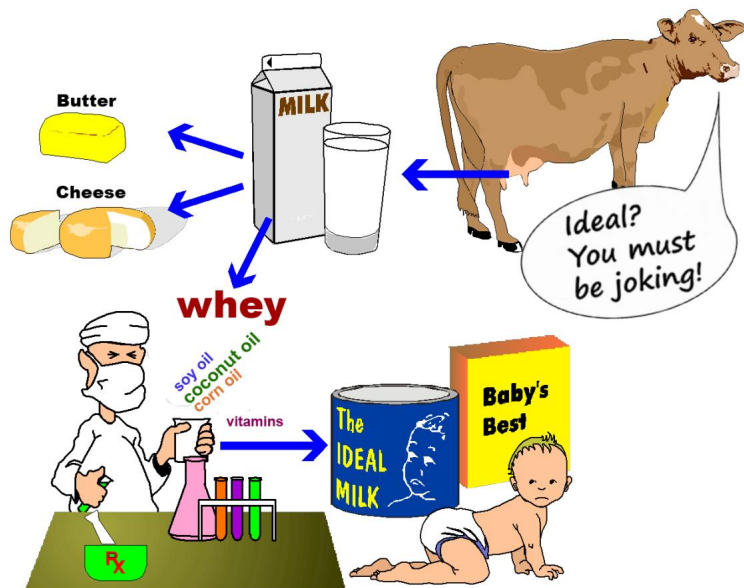 Butter
Cheese
MILK
Ideal?
You must
be joking!
whey
soy oil
coconut oil
corn oil
vitamins
The
IDEAL
MILK
Baby's
Best
Rx